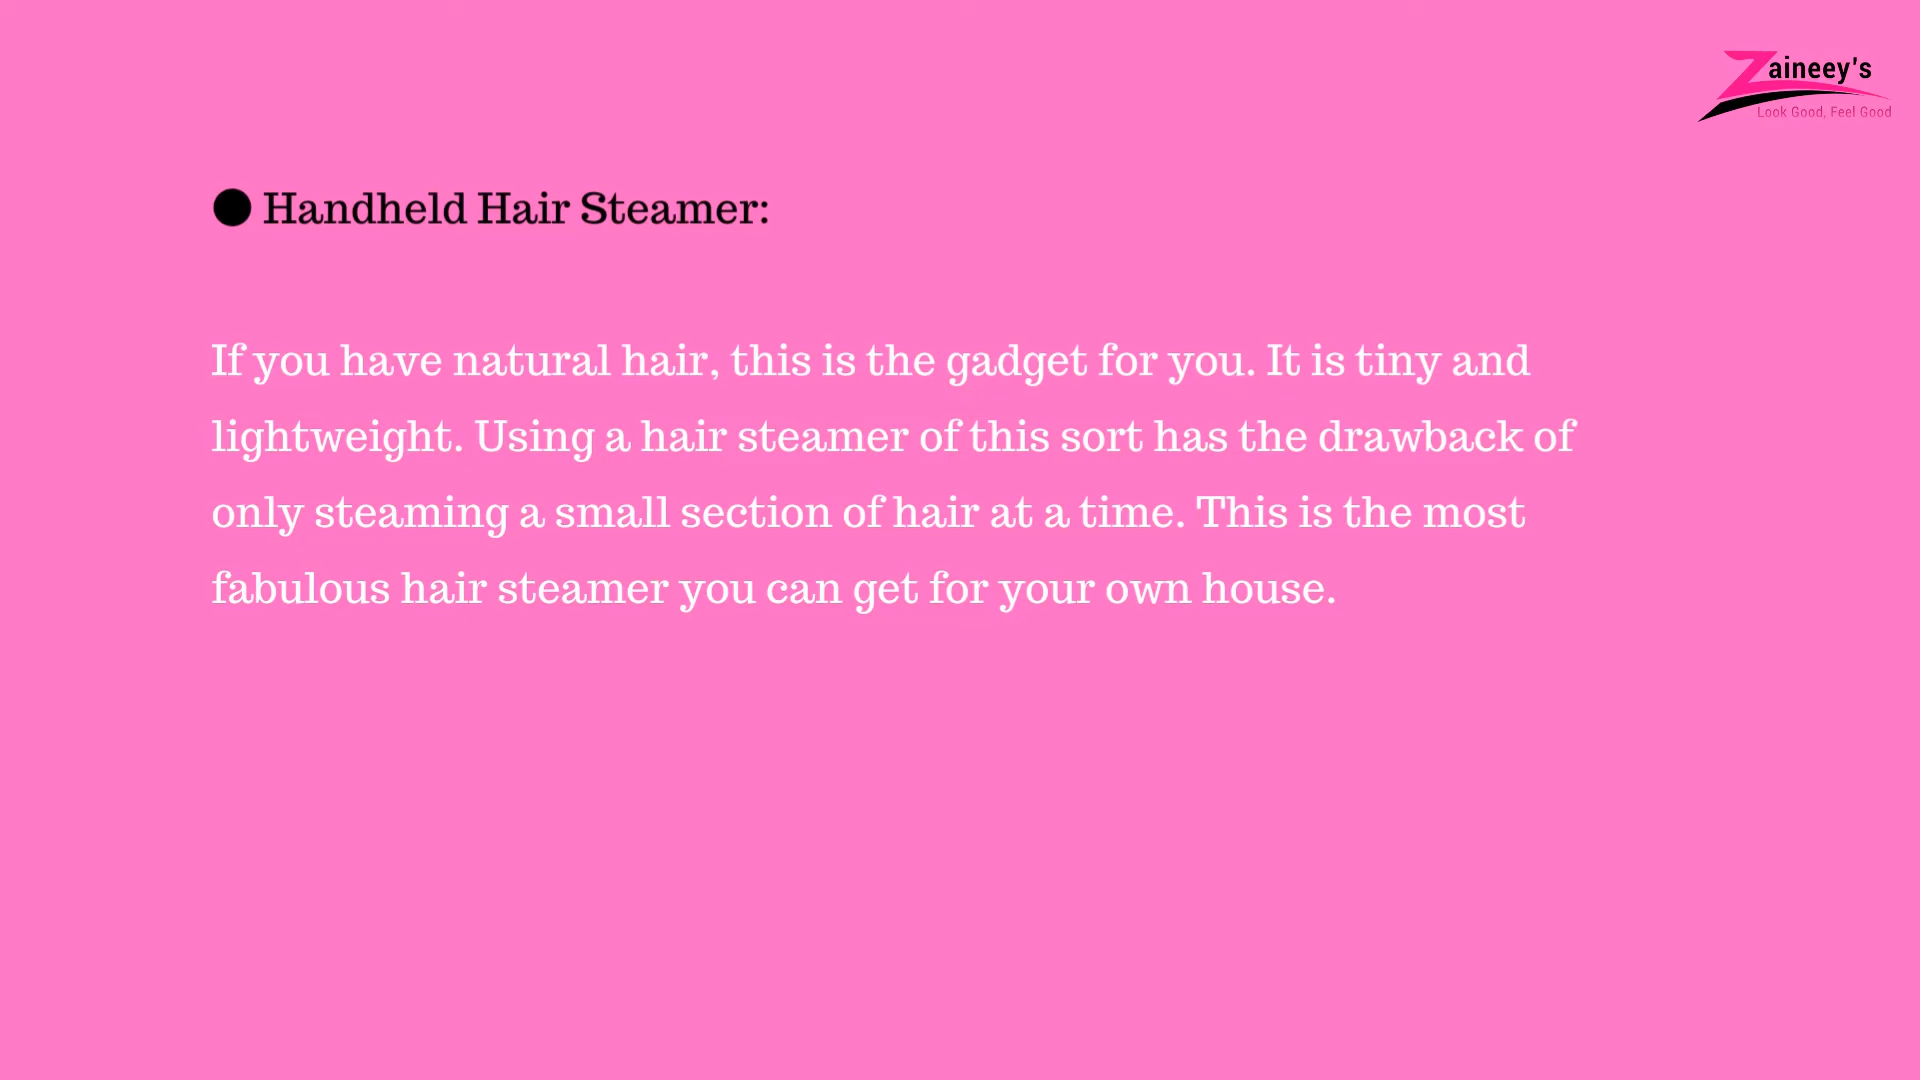 Zaineey's
Look Good, Feel Good
● Handheld Hair Steamer:
If you have natural hair, this is the gadget for you. It is tiny and
lightweight. Using a hair steamer of this sort has the drawback of
only steaming a small section of hair at a time. This is the most
fabulous hair steamer you can get for your own house.